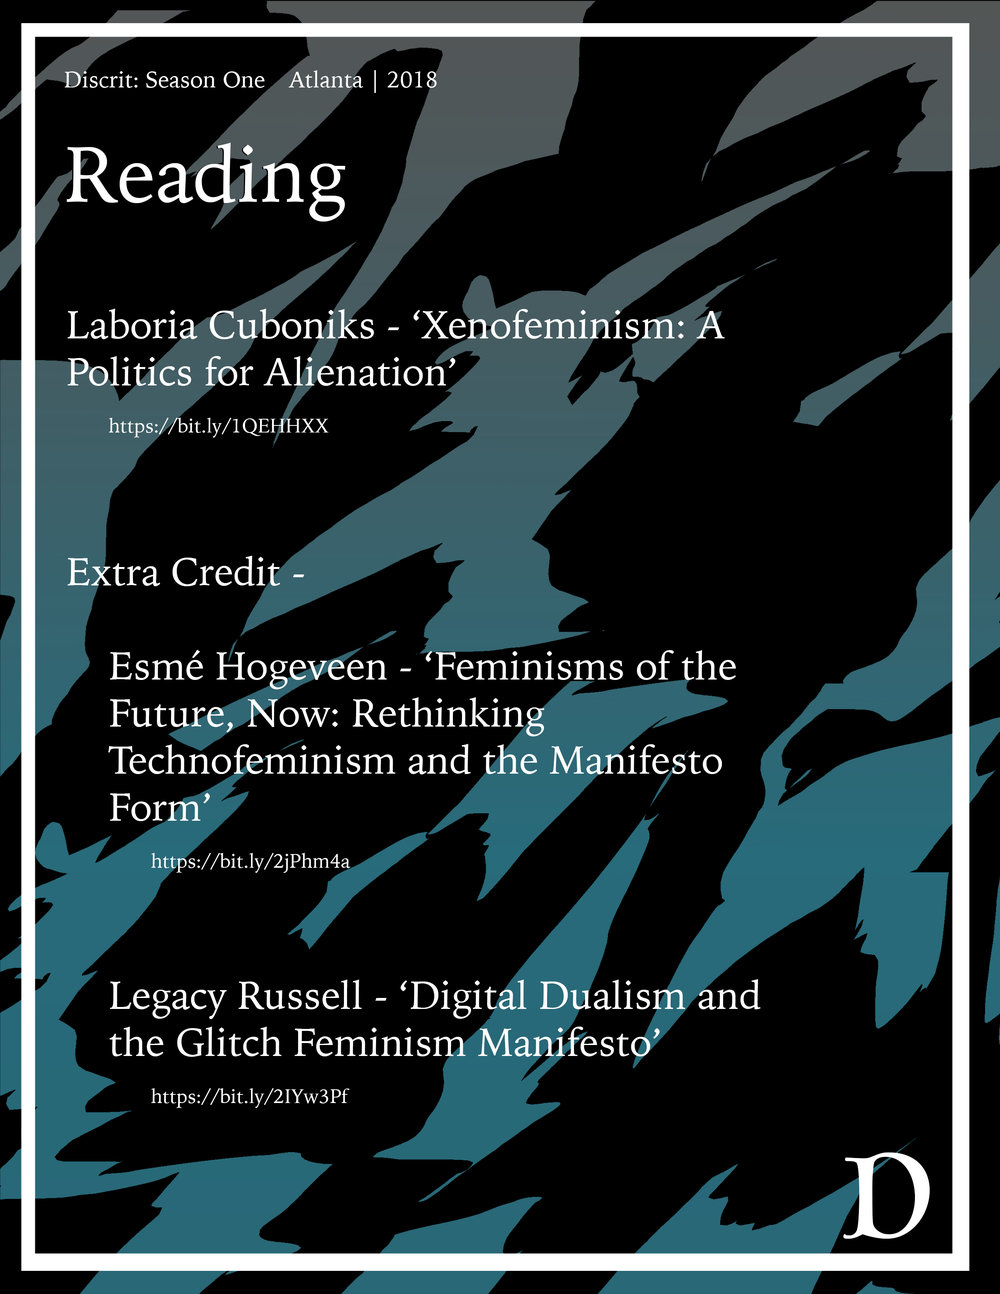 Discrit: Season One Atlanta | 2018
Reading
Laboria Cuboniks - ‘Xenofeminism: A
Politics for Alienation’
https://bit.ly/1QEHHXX
Extra Credit -
Esmé Hogeveen - ‘Feminisms of the
Future, Now: Rethinking
Technofeminism and the Manifesto
Form’
https://bit.ly/2jPhm4a
Legacy Russell - ‘Digital Dualism and
the Glitch Feminism Manifesto’
https://bit.ly/2IYw3Pf
D